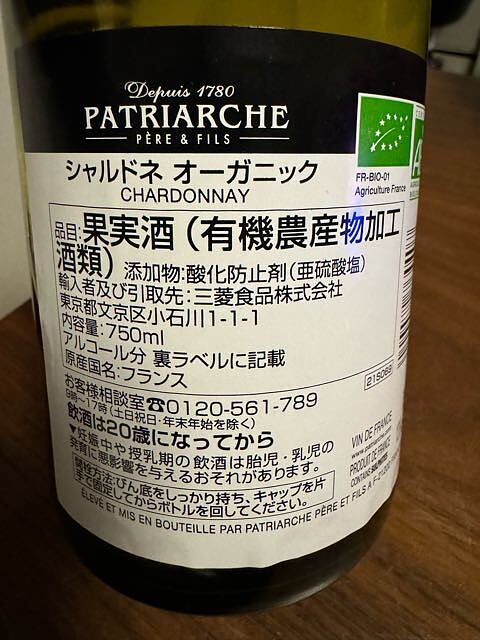 Depuis 1780
PATRIARCHE
PÈRE & FILS
FR-BIO-01
Agriculture France
シャルドネ オーガニック
CHARDONNAY
品目:果実酒(有機農産物加工
酒類) 添加物:酸化防止剤(亜硫酸塩)
輸入者及び引取先:三菱食品株式会社
東京都文京区小石川1-1-1
内容量:750ml
アルコール分 裏ラベルに記載
原産国名:フランス
お客様相談室☎0120-561-789
9時~17時(土日祝日・年末年始を除く)
飲酒は20歳になってから
▼妊娠中や授乳期の飲酒は胎児・乳児の
発育に悪影響を与えるおそれがあります。
開栓方法:びん底をしっかり持ち、キャップを片
手で固定してからボトルを回してください。
VIN DE FRANCE
PRODUIT DE FRANCE
ÉLEVÉ ET MIS EN BOUTEILLE PAR PATRIARCHE PÈRE ET FILS A F-2